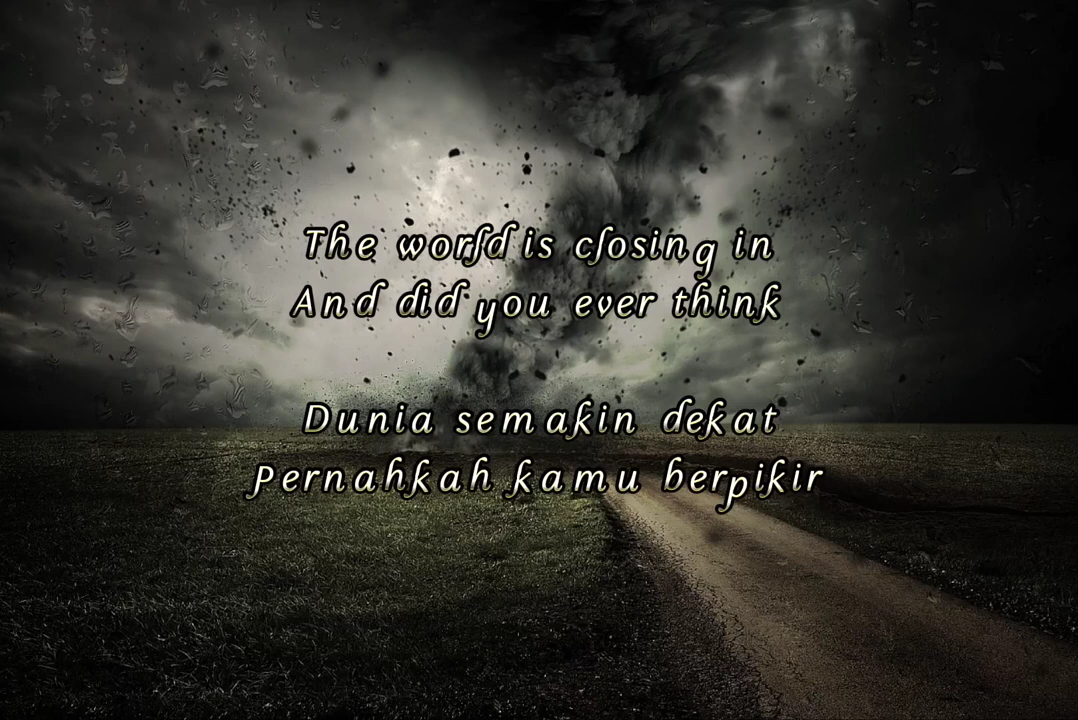 The world is closing in
And did you ever think
Dunia semakin dekat
Pernahkah kamu berpikir